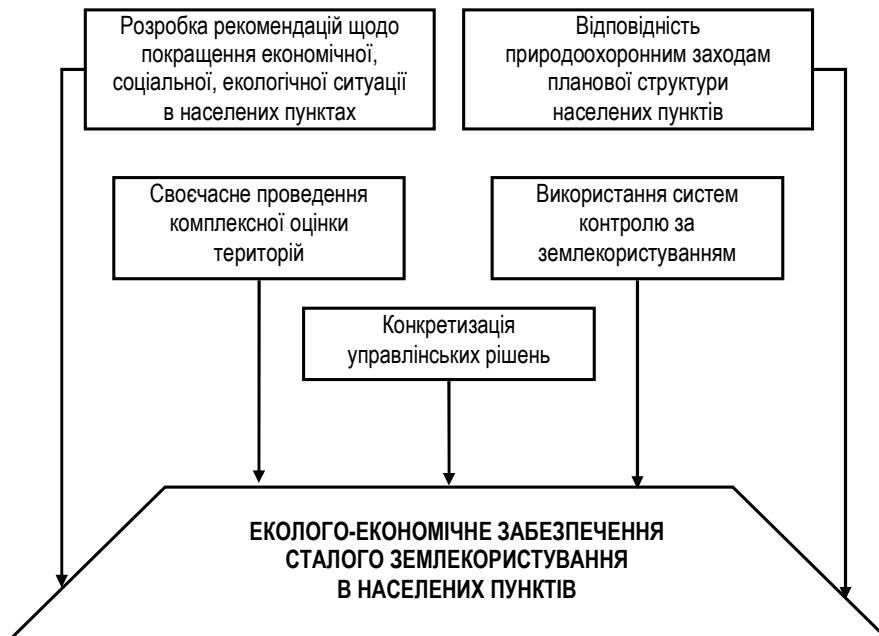 Розробка рекомендацій щодо
покращення економічної,
соціальної, екологічної ситуації
в населених пунктах
Відповідність
природоохоронним заходам
планової структури
населених пунктів
Своєчасне проведення
комплексної оцінки
територій
Використання систем
контролю за
землекористуванням
Конкретизація
управлінських рішень
ЕКОЛОГО-ЕКОНОМІЧНЕ ЗАБЕЗПЕЧЕННЯ
СТАЛОГО ЗЕМЛЕКОРИСТУВАННЯ
В НАСЕЛЕНИХ ПУНКТІВ